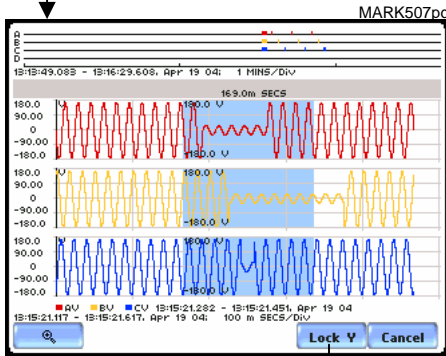 MARK507pc
A
B
C
D
13:13:49.083 - 13:16:29.608, Apr 19 04; 1 MINS/Div
169.0m SECS
180.0 V 180.0 V
90.00
0
-90.00
-180.0 -180.0 V
180.0 V 180.0 V
90.00
0
-90.00
-180.0 -180.0 V
180.0 V 180.0 V
90.00
0
-90.00
-180.0 -180.0 V
AV BV CV 13:15:21.282 - 13:15:21.451, Apr 19 04
13:15:21.117 - 13:15:21.617, Apr 19 04; 100 m SECS/Div
Lock Y Cancel